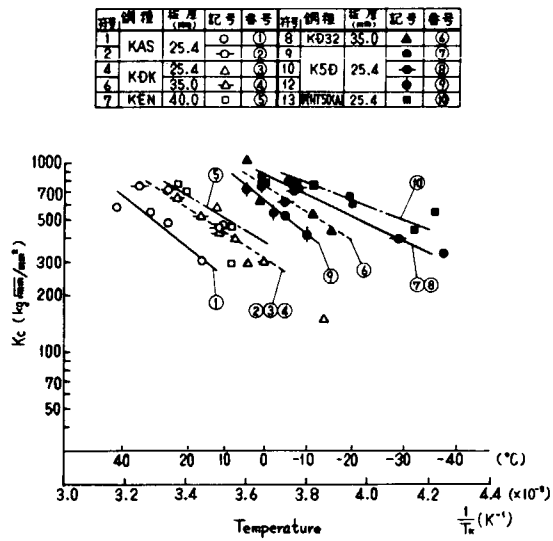 符号 鋼種 板厚(mm) 記号 番号 符号 鋼種 板厚(mm) 記号 番号
1 KAS 25.4 ① 8 KD32 35.0 ⑥
2 ② 9 K5D 25.4 ⑦
4 KDK 25.4 ③ 10 ⑧
6 35.0 ④ 12 ⑨
7 KEN 40.0 ⑤ 13 25.4 ⑩
Kc (kg√mm/mm²)
1000
700
500
300
100
70
50
⑤
⑩
①
②③④
⑨
⑥
⑦⑧
40 20 10 0 -10 -20 -30 -40 (°C)
3.0 3.2 3.4 3.6 3.8 4.0 4.2 4.4 (×10⁻³)
Temperature
1/Tk (K⁻¹)